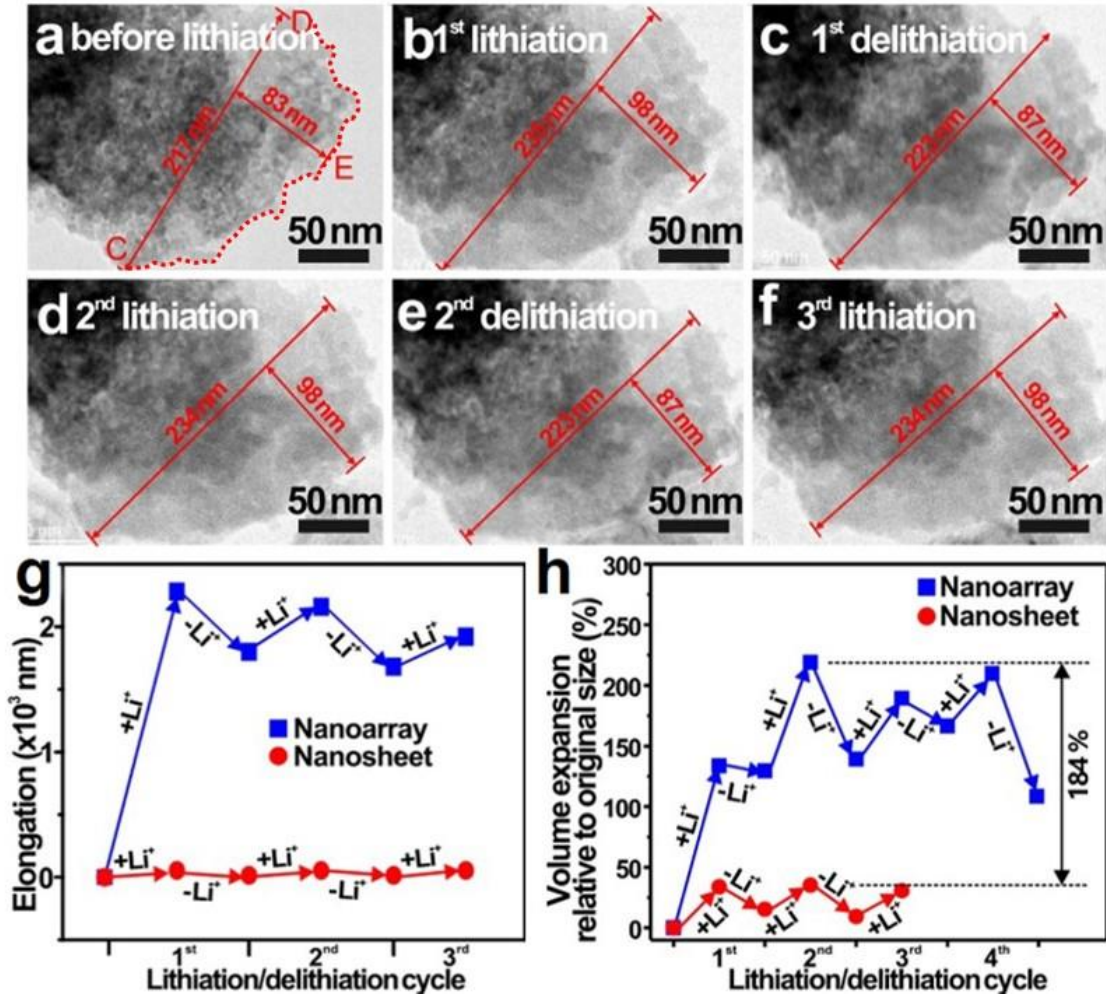 a before lithiation
D
83 nm
217 nm
E
C
50 nm
b 1st lithiation
98 nm
50 nm
c 1st delithiation
87 nm
223 nm
50 nm
d 2nd lithiation
98 nm
234 nm
50 nm
e 2nd delithiation
87 nm
223 nm
50 nm
f 3rd lithiation
98 nm
234 nm
50 nm
g
Elongation (x10³ nm)
2
1
0
+Li⁺
-Li⁺
+Li⁺
-Li⁺
+Li⁺
Nanoarray
Nanosheet
+Li⁺
-Li⁺
+Li⁺
-Li⁺
+Li⁺
1st
2nd
3rd
Lithiation/delithiation cycle
h
Volume expansion
relative to original size (%)
300
250
200
150
100
50
0
Nanoarray
Nanosheet
+Li⁺
-Li⁺
+Li⁺
-Li⁺
+Li⁺
-Li⁺
+Li⁺
-Li⁺
184 %
+Li⁺
-Li⁺
+Li⁺
-Li⁺
+Li⁺
1st
2nd
3rd
4th
Lithiation/delithiation cycle